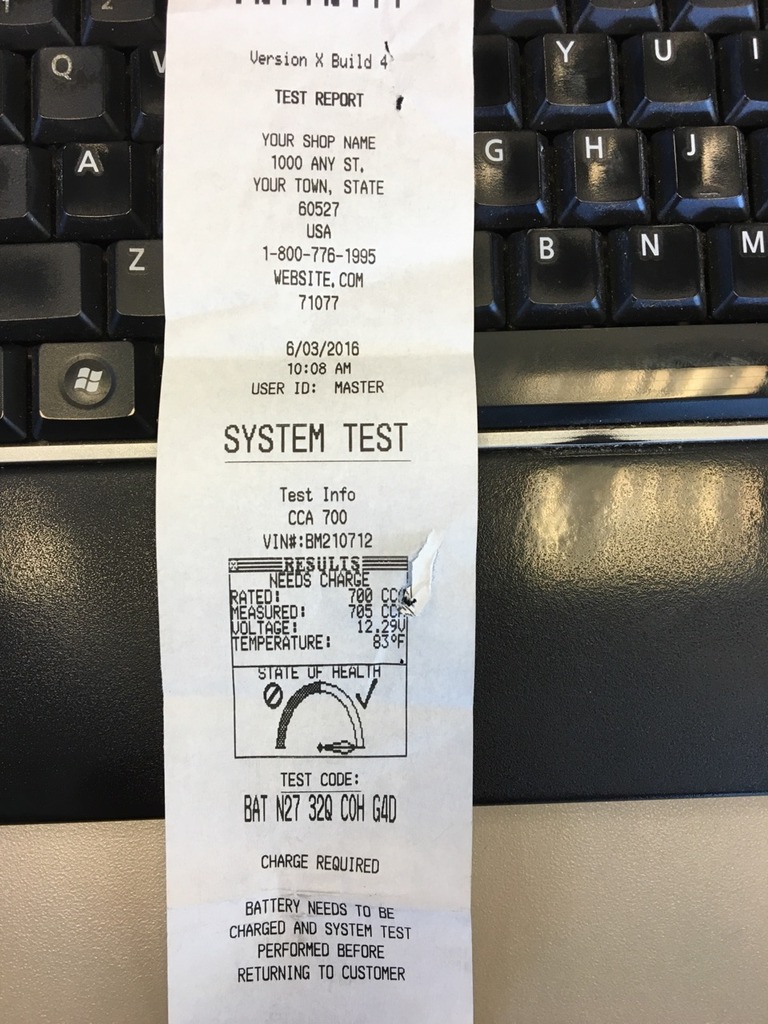 Version X Build 4
TEST REPORT
YOUR SHOP NAME
1000 ANY ST.
YOUR TOWN, STATE
60527
USA
1-800-776-1995
WEBSITE.COM
71077
6/03/2016
10:08 AM
USER ID: MASTER
SYSTEM TEST
Test Info
CCA 700
VIN#:BM210712
RESULTS
NEEDS CHARGE
RATED: 700 CCA
MEASURED: 705 CCA
VOLTAGE: 12.29V
TEMPERATURE: 83°F
STATE OF HEALTH
TEST CODE:
BAT N27 32Q COH G4D
CHARGE REQUIRED
BATTERY NEEDS TO BE
CHARGED AND SYSTEM TEST
PERFORMED BEFORE
RETURNING TO CUSTOMER
Q
Y U I
A
G H J
Z
B N M